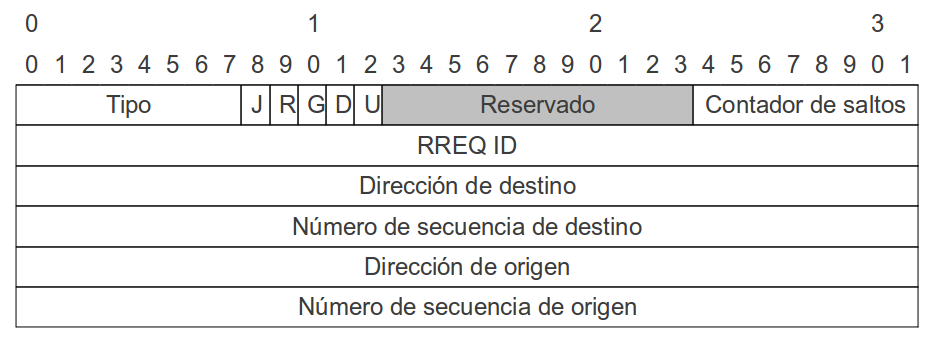 0 1 2 3
0 1 2 3 4 5 6 7 8 9 0 1 2 3 4 5 6 7 8 9 0 1 2 3 4 5 6 7 8 9 0 1
Tipo J R G D U Reservado Contador de saltos
RREQ ID
Dirección de destino
Número de secuencia de destino
Dirección de origen
Número de secuencia de origen